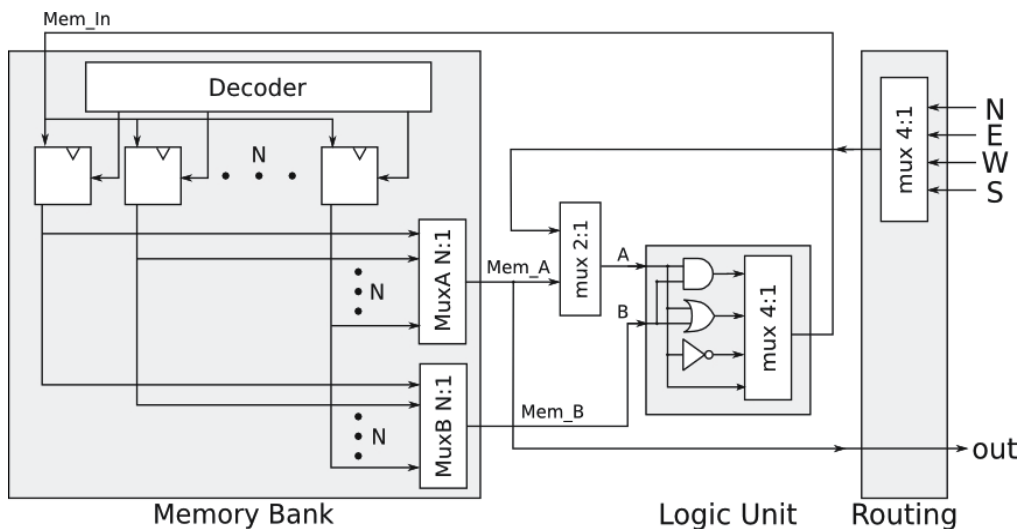 Mem_In
Decoder
N
N
E
W
S
mux 4:1
mux 2:1
MuxA N:1
Mem_A
A
N
B
mux 4:1
MuxB N:1
Mem_B
N
out
Memory Bank
Logic Unit
Routing